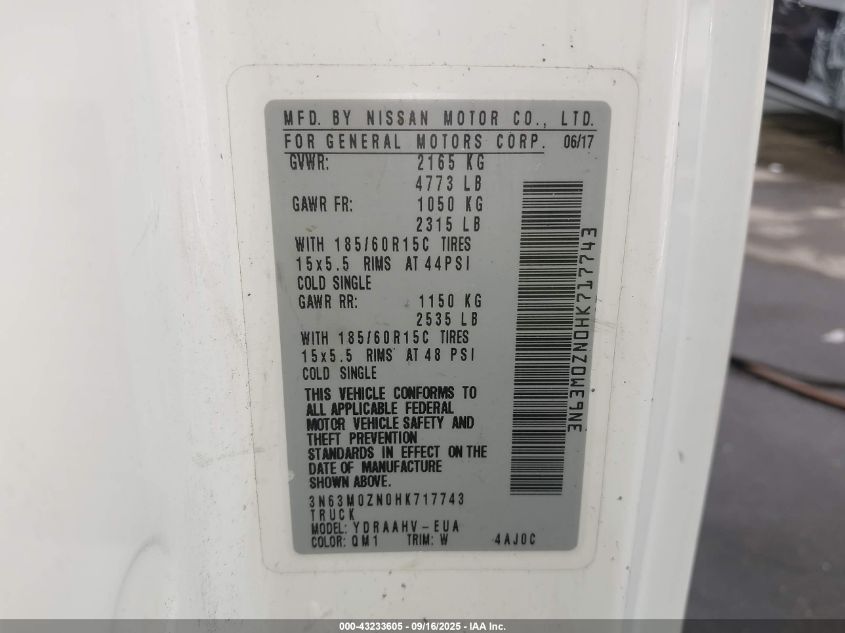 MFD. BY NISSAN MOTOR CO., LTD.
FOR GENERAL MOTORS CORP. 06/17
GVWR: 2165 KG
4773 LB
GAWR FR: 1050 KG
2315 LB
WITH 185/60R15C TIRES
15x5.5 RIMS AT 44PSI
COLD SINGLE
GAWR RR: 1150 KG
2535 LB
WITH 185/60R15C TIRES
15x5.5 RIMS AT 48 PSI
COLD SINGLE
THIS VEHICLE CONFORMS TO
ALL APPLICABLE FEDERAL
MOTOR VEHICLE SAFETY AND
THEFT PREVENTION
STANDARDS IN EFFECT ON THE
DATE OF MANUFACTURE
SHOWN ABOVE.
3N63M0ZN0HK717743
TRUCK
MODEL: YDRAAHV-EUA
COLOR: QM1 TRIM: W 4AJ0C
3N63M0ZN0HK717743
000-43233605 - 09/16/2025 - IAA Inc.